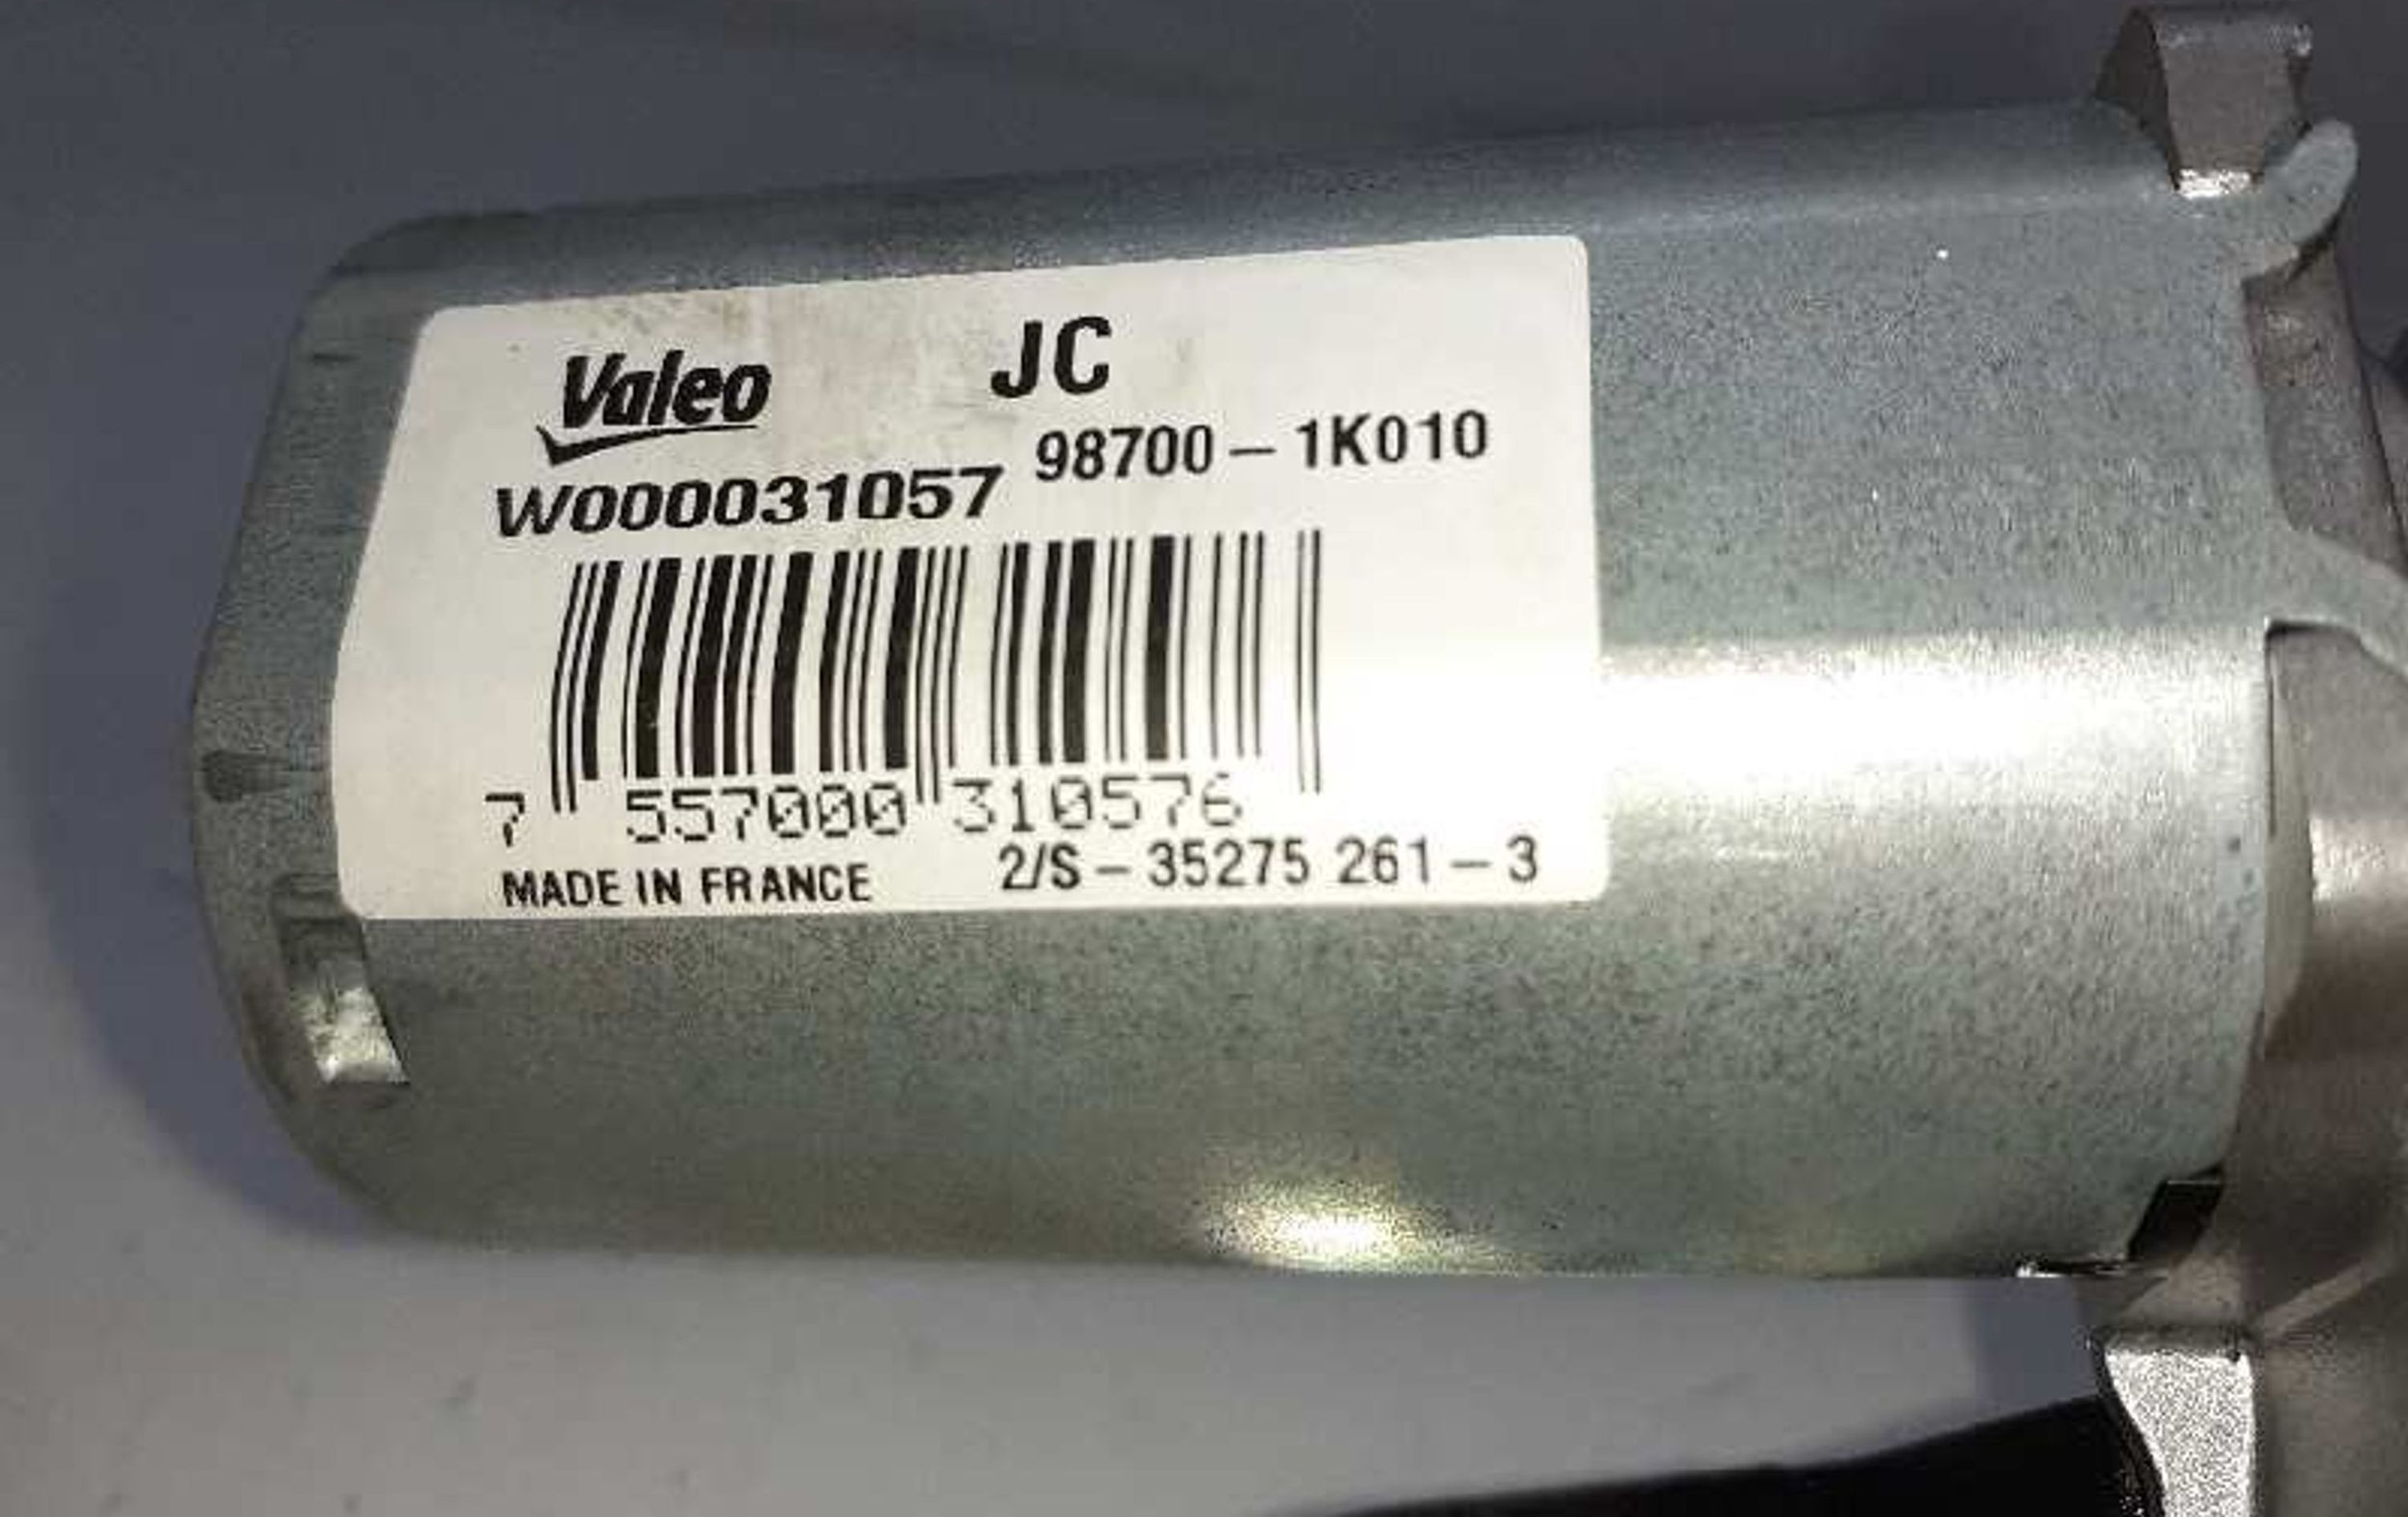 Valeo JC
98700-1K010
W000031057
7 557000 310576
MADE IN FRANCE 2/S-35275 261-3